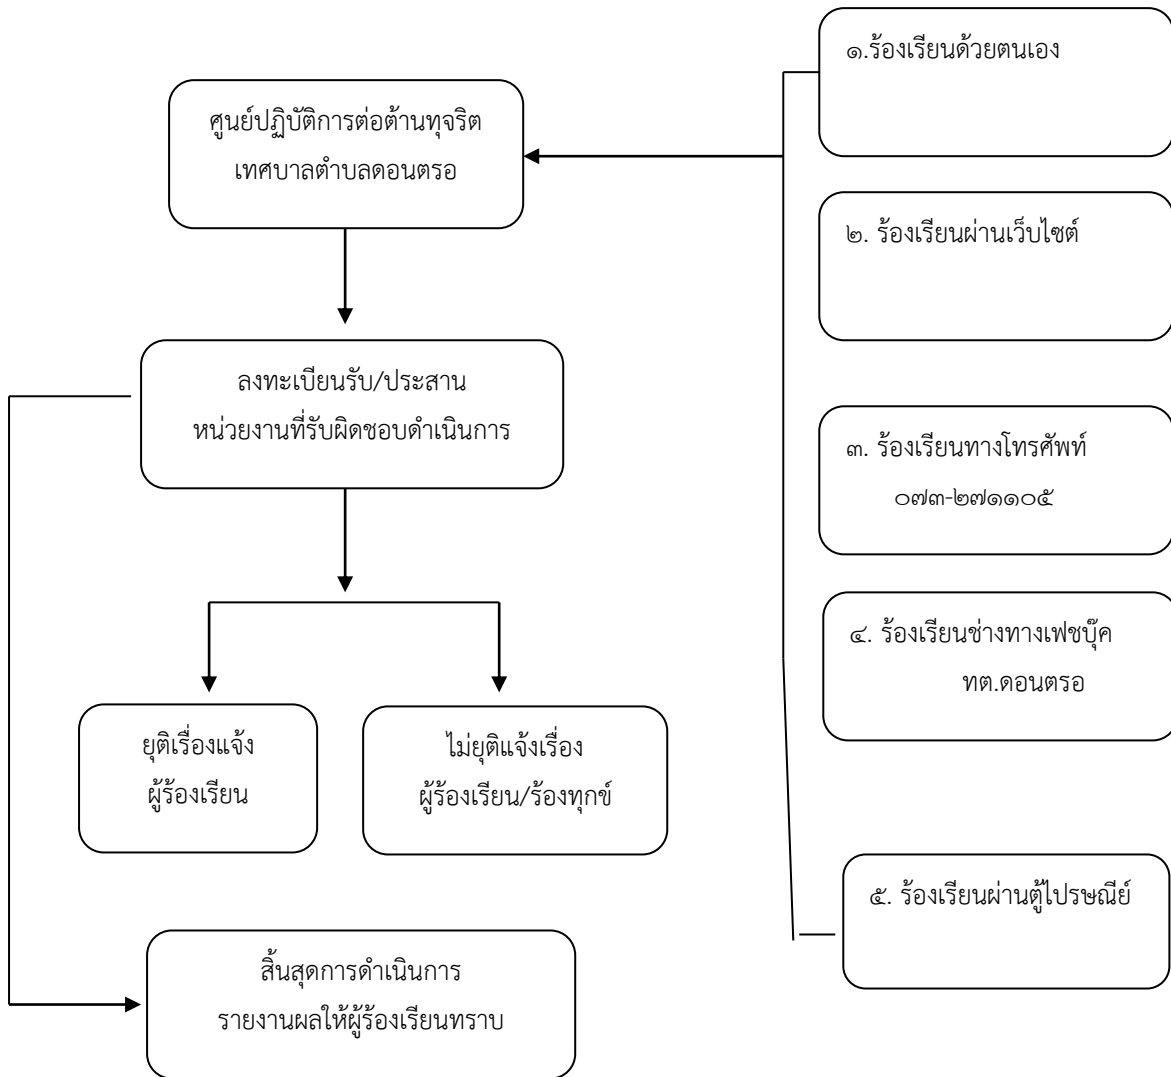 ศูนย์ปฏิบัติการต่อต้านทุจริต
เทศบาลตำบลดอนตรอ
ลงทะเบียนรับ/ประสาน
หน่วยงานที่รับผิดชอบดำเนินการ
ยุติเรื่องแจ้ง
ผู้ร้องเรียน
ไม่ยุติแจ้งเรื่อง
ผู้ร้องเรียน/ร้องทุกข์
สิ้นสุดการดำเนินการ
รายงานผลให้ผู้ร้องเรียนทราบ
๑.ร้องเรียนด้วยตนเอง
๒. ร้องเรียนผ่านเว็บไซต์
๓. ร้องเรียนทางโทรศัพท์
๐๗๓-๒๗๑๑๐๕
๔. ร้องเรียนช่างทางเฟชบุ๊ค
ทต.ดอนตรอ
๕. ร้องเรียนผ่านตู้ไปรษณีย์